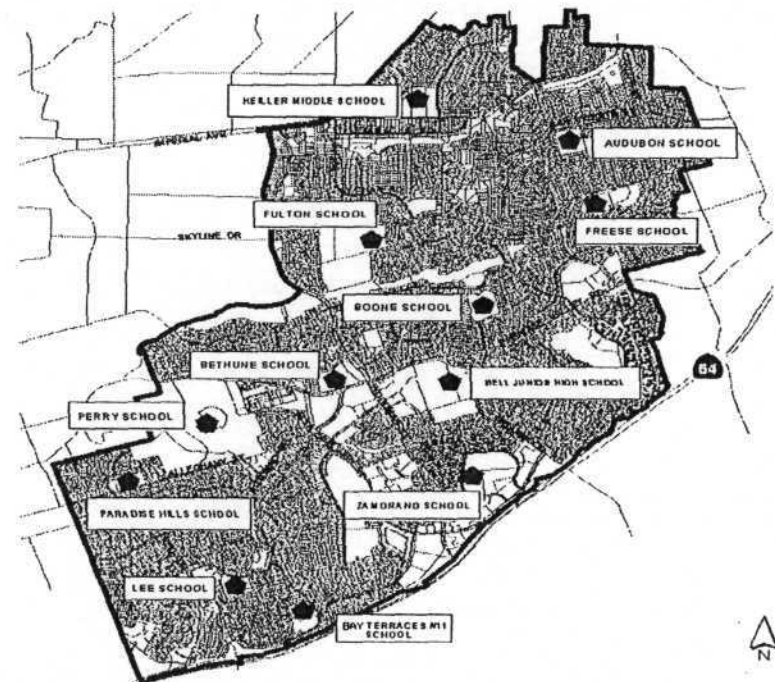 KEILLER MIDDLE SCHOOL
IMPERIAL AVE
AUDUBON SCHOOL
FULTON SCHOOL
FREESE SCHOOL
SKYLINE DR
BOONE SCHOOL
BETHUNE SCHOOL
BELL JUNIOR HIGH SCHOOL
54
PERRY SCHOOL
PARADISE HILLS SCHOOL
ZAMORANO SCHOOL
LEE SCHOOL
BAY TERRACES #11
SCHOOL
N